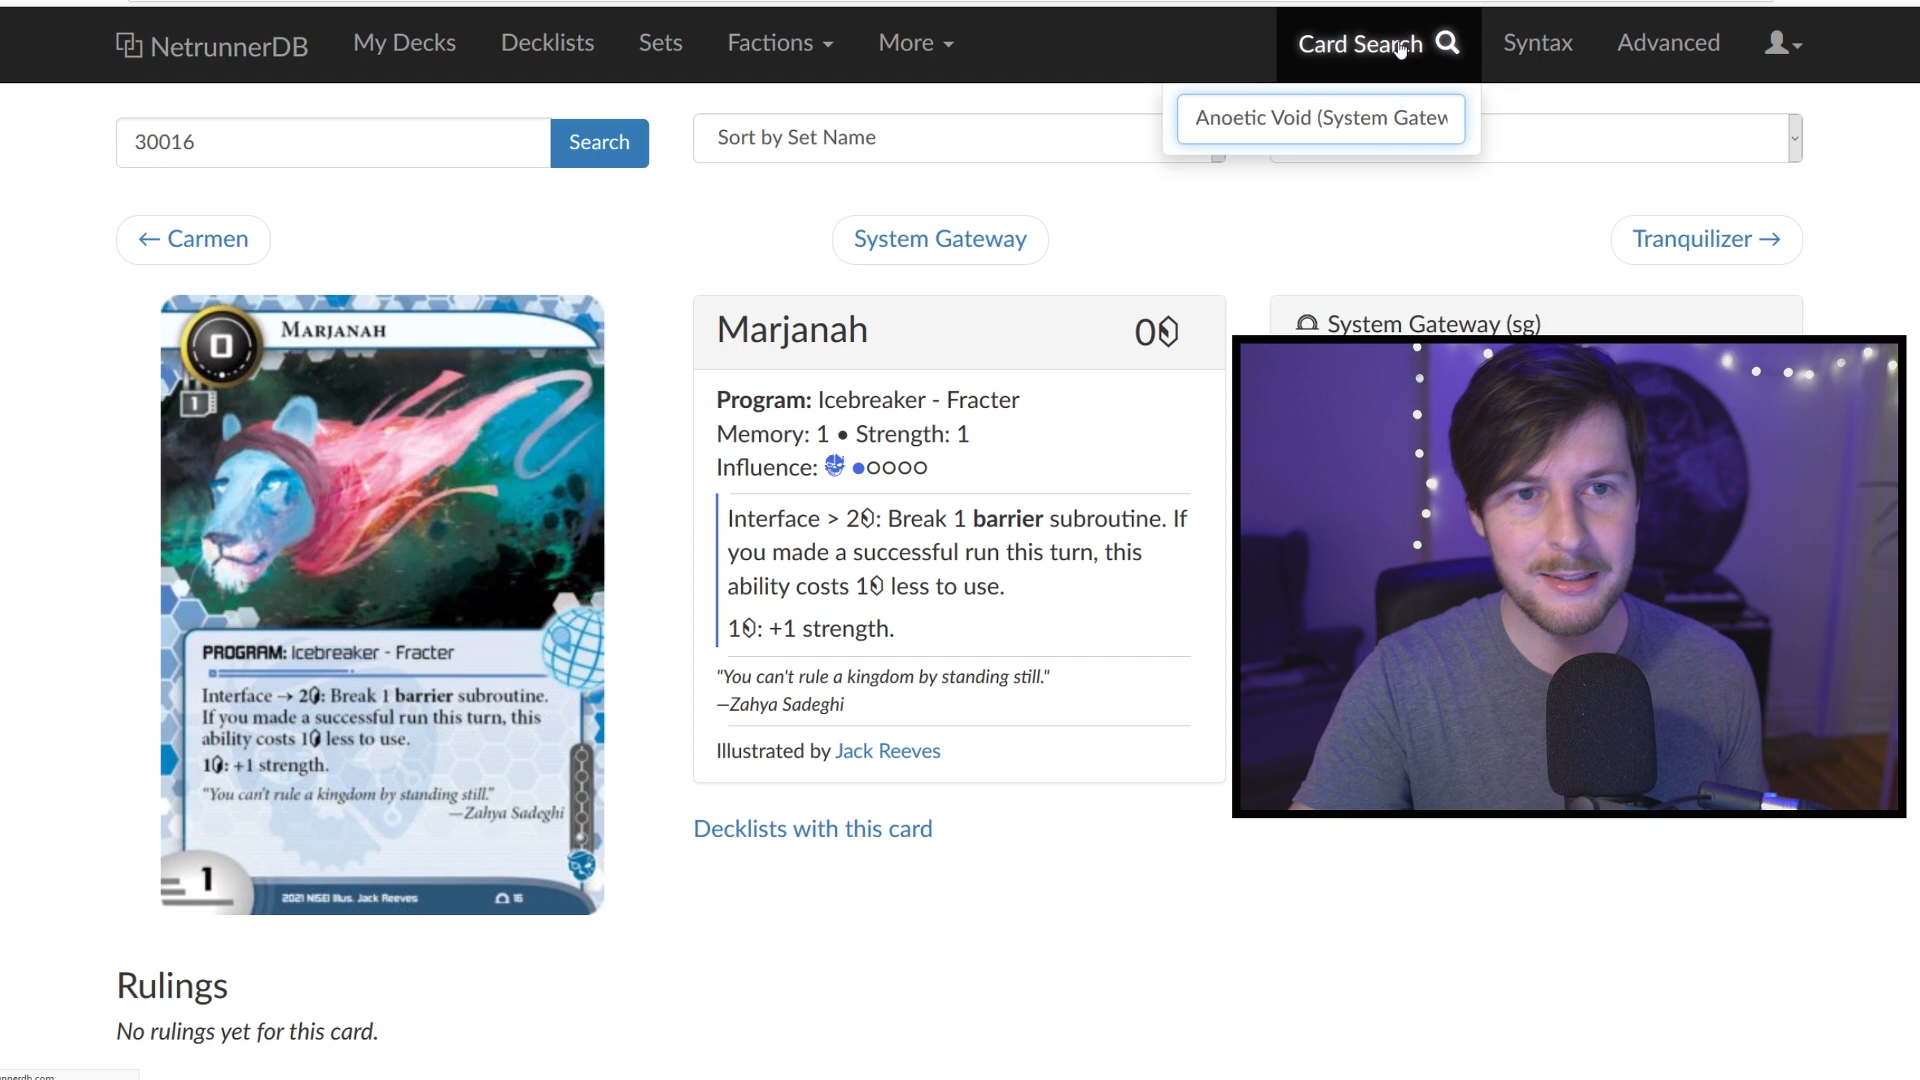 NetrunnerDB My Decks Decklists Sets Factions More Card Search Syntax Advanced
Anoetic Void (System Gatew
30016 Search Sort by Set Name
← Carmen System Gateway Tranquilizer →
MARJANAH
0
1
PROGRAM: Icebreaker - Fracter
Interface → 2: Break 1 barrier subroutine.
If you made a successful run this turn, this
ability costs 1 less to use.
1: +1 strength.
"You can't rule a kingdom by standing still."
—Zahya Sadeghi
1
2021 NISEI Illus. Jack Reeves 16
Marjanah 0
Program: Icebreaker - Fracter
Memory: 1 • Strength: 1
Influence: ●○○○○
Interface > 2: Break 1 barrier subroutine. If
you made a successful run this turn, this
ability costs 1 less to use.
1: +1 strength.
"You can't rule a kingdom by standing still."
—Zahya Sadeghi
Illustrated by Jack Reeves
Decklists with this card
System Gateway (sg)
Rulings
No rulings yet for this card.